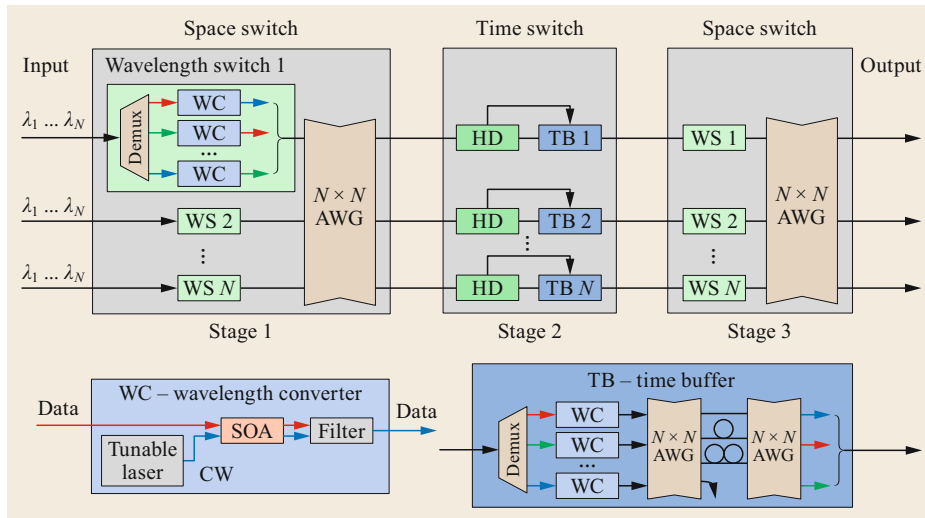 Space switch
Time switch
Space switch
Input
Wavelength switch 1
Output
λ1 ... λN
Demux
WC
WC
...
WC
N × N
AWG
HD
TB 1
WS 1
N × N
AWG
λ1 ... λN
WS 2
HD
TB 2
WS 2
...
...
...
λ1 ... λN
WS N
HD
TB N
WS N
Stage 1
Stage 2
Stage 3
WC – wavelength converter
Data
Data
SOA
Filter
Tunable
laser
CW
TB – time buffer
Demux
WC
WC
...
WC
N × N
AWG
N × N
AWG